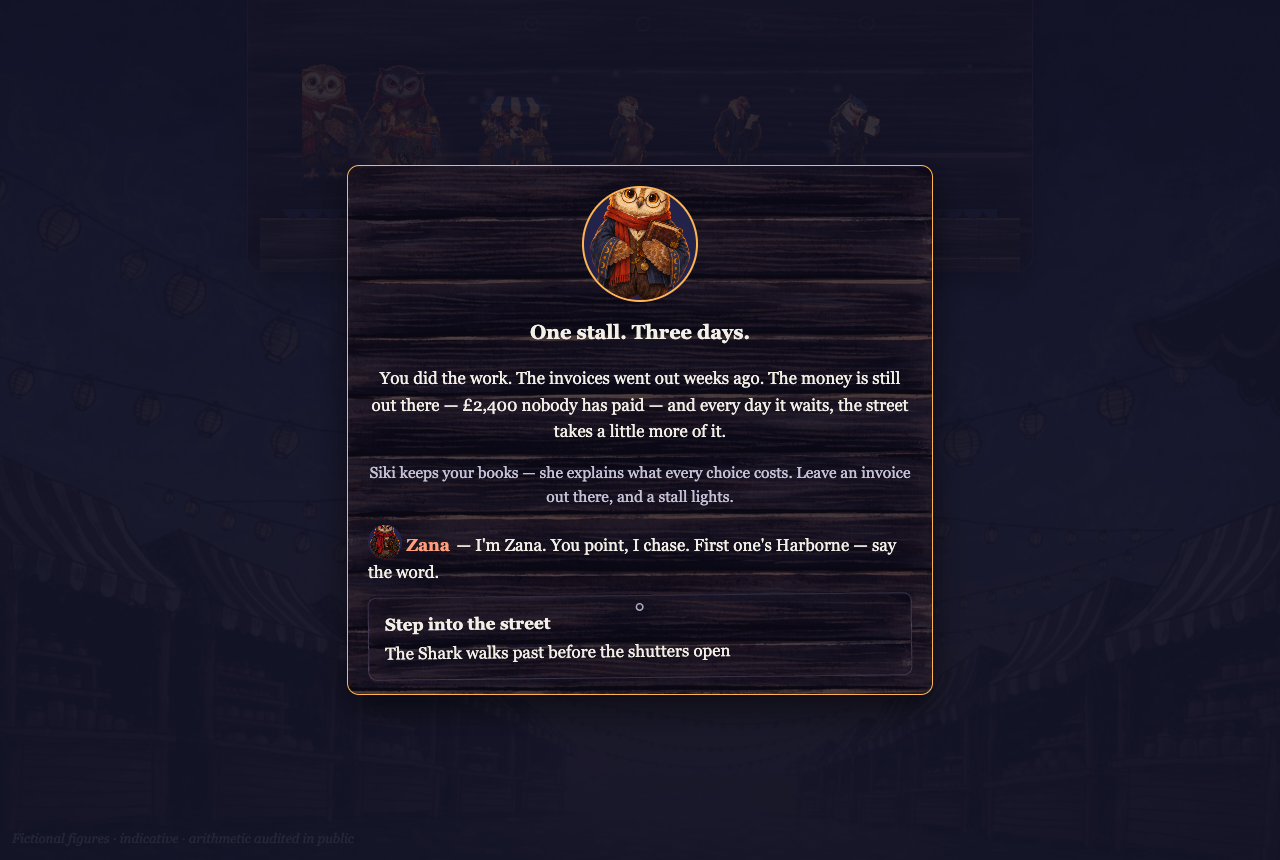 One stall. Three days.
You did the work. The invoices went out weeks ago. The money is still
out there — £2,400 nobody has paid — and every day it waits, the street
takes a little more of it.
Siki keeps your books — she explains what every choice costs. Leave an invoice
out there, and a stall lights.
Zana — I'm Zana. You point, I chase. First one's Harborne — say
the word.
Step into the street
The Shark walks past before the shutters open
Fictional figures · indicative · arithmetic audited in public